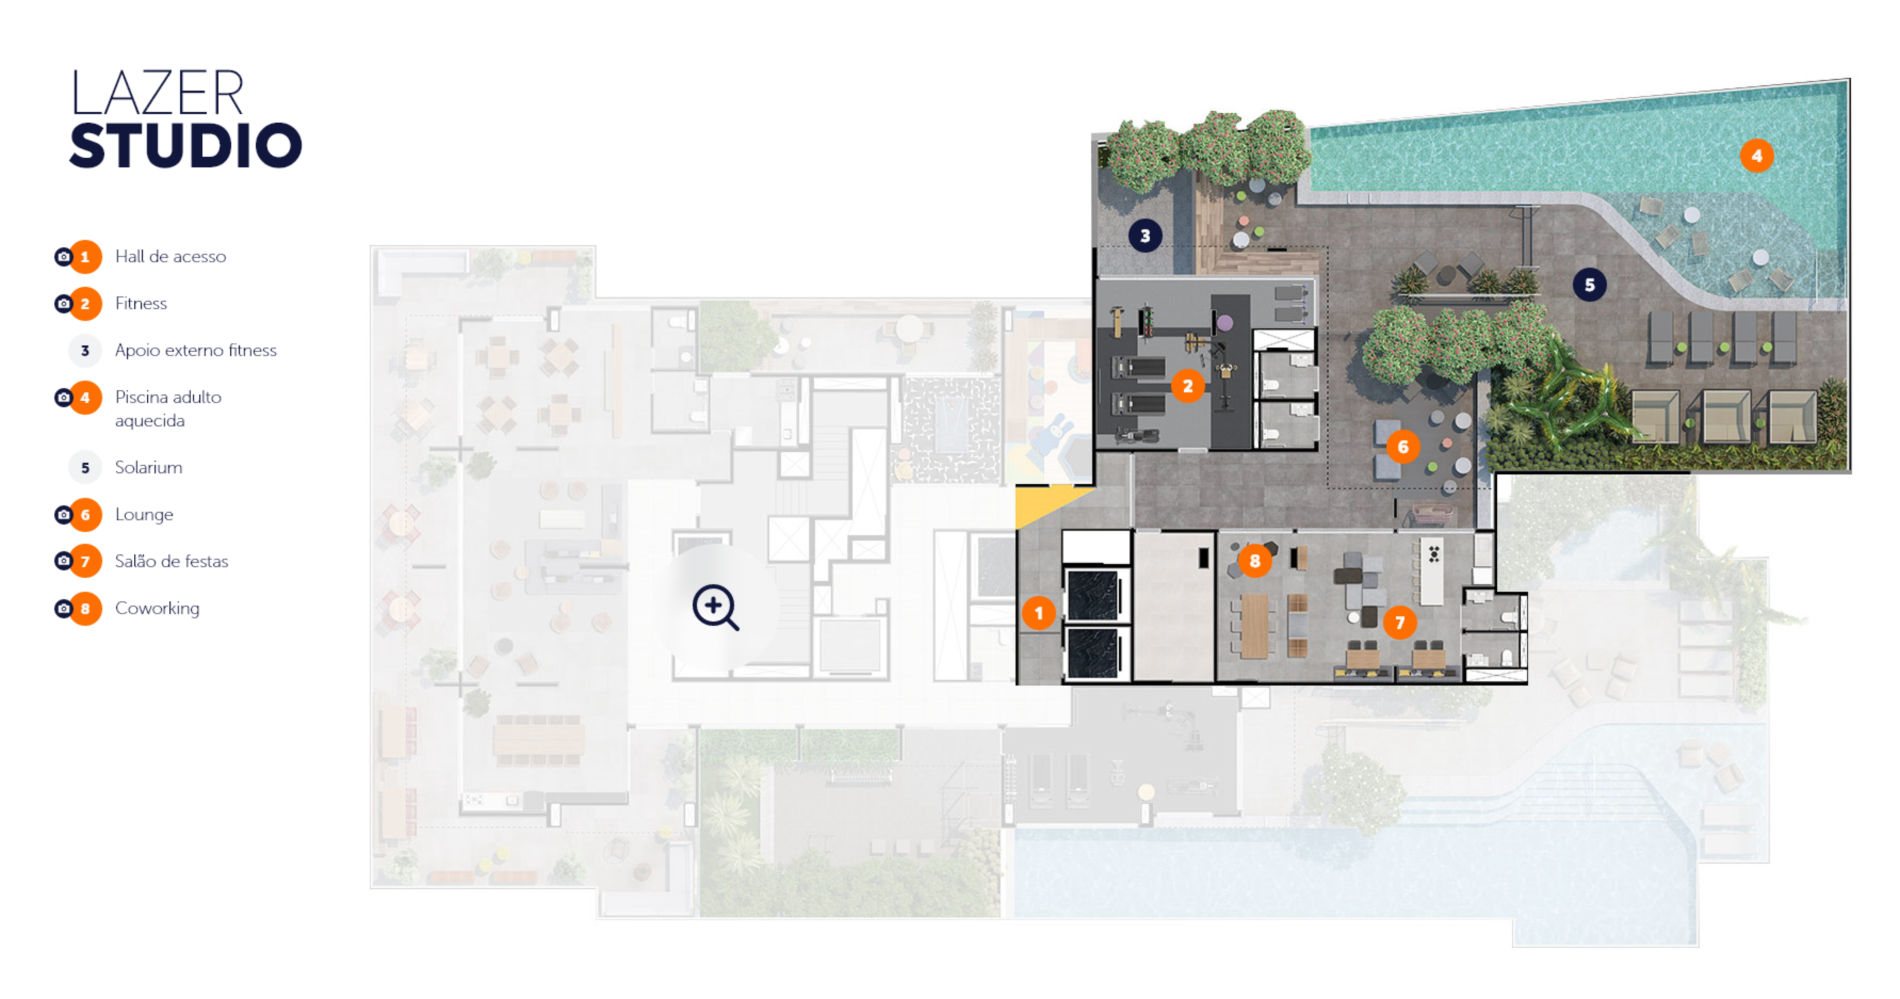 LAZER
STUDIO
1 Hall de acesso
2 Fitness
3 Apoio externo fitness
4 Piscina adulto
aquecida
5 Solarium
6 Lounge
7 Salão de festas
8 Coworking
4
3
5
2
6
8
1
7